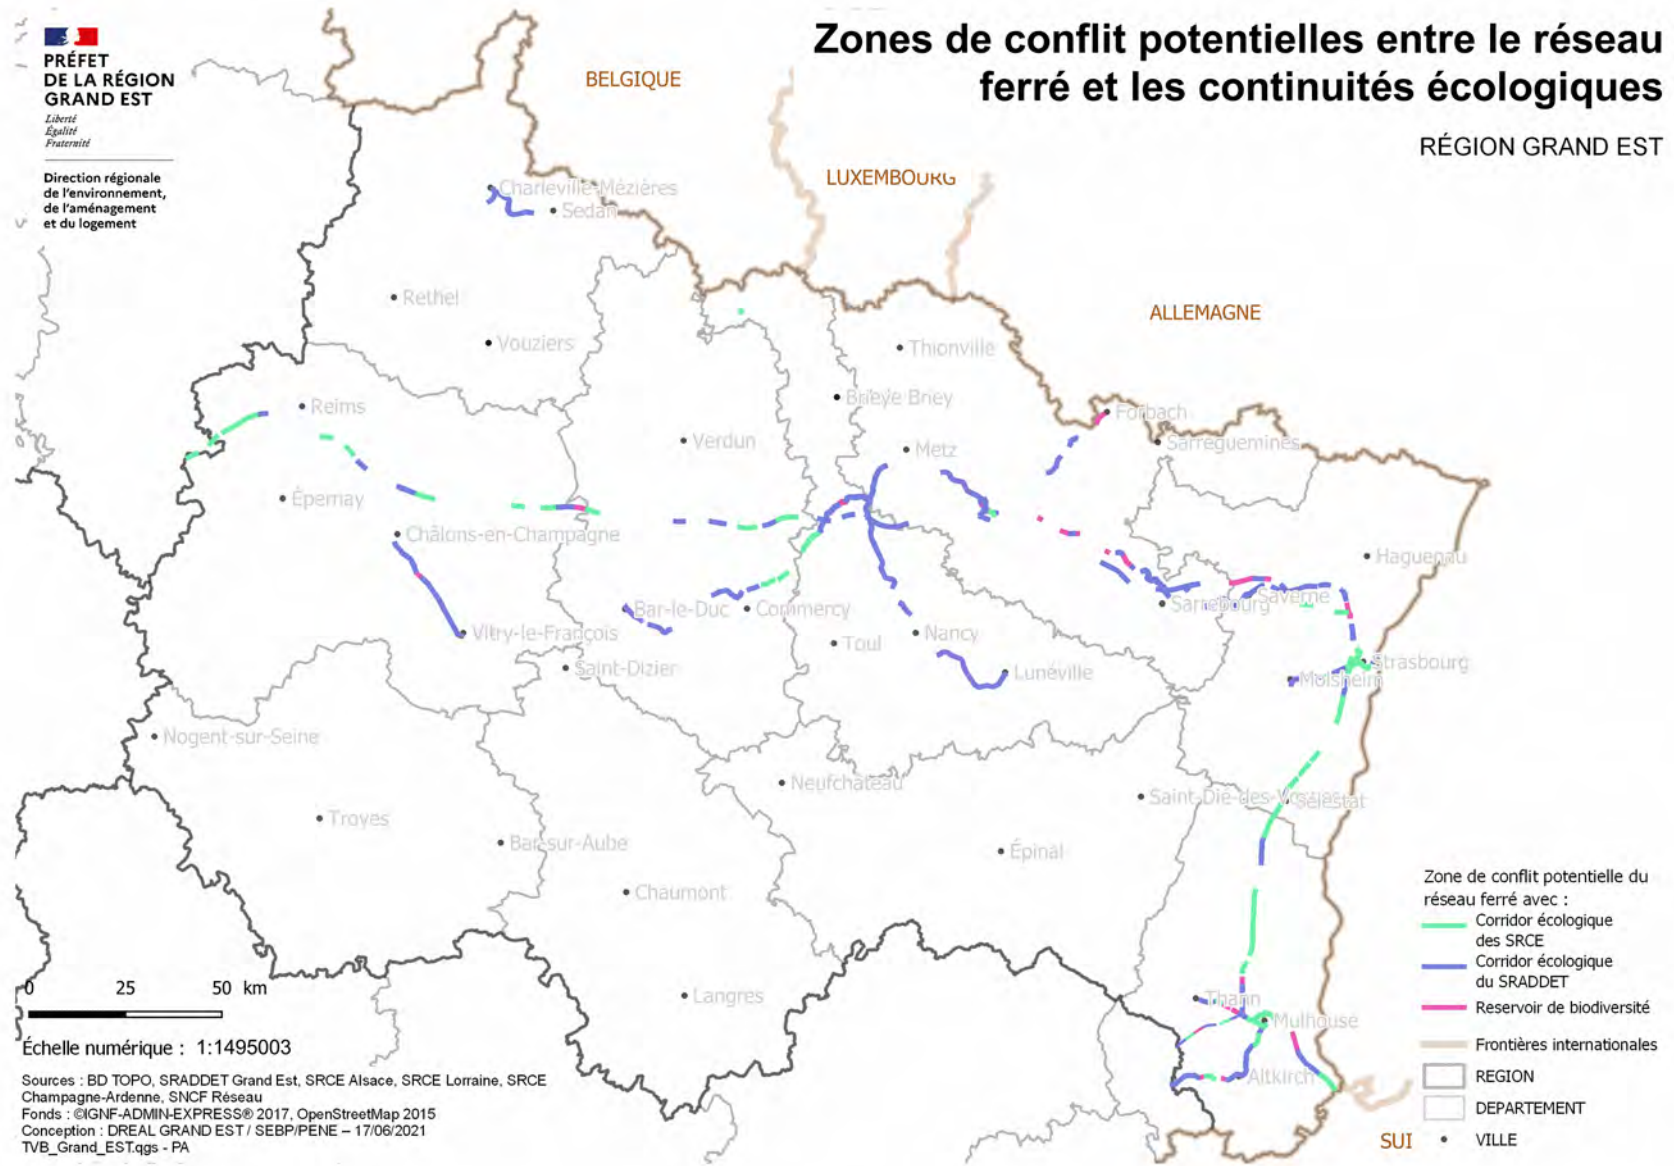 Zones de conflit potentielles entre le réseau
ferré et les continuités écologiques
RÉGION GRAND EST
PRÉFET
DE LA RÉGION
GRAND EST
Liberté
Égalité
Fraternité
Direction régionale
de l'environnement,
de l'aménagement
et du logement
BELGIQUE
LUXEMBOURG
ALLEMAGNE
Charleville-Mézières
Sedan
Rethel
Vouziers
Thionville
Briey
Reims
Forbach
Sarreguemines
Verdun
Metz
Épernay
Châlons-en-Champagne
Haguenau
Bar-le-Duc
Commercy
Sarrebourg
Saverne
Vitry-le-François
Toul
Nancy
Saint-Dizier
Lunéville
Strasbourg
Molsheim
Nogent-sur-Seine
Neufchâteau
Saint-Dié-des-Vosges
Sélestat
Troyes
Bar-sur-Aube
Épinal
Chaumont
Langres
Thann
Mulhouse
Altkirch
SUI
Zone de conflit potentielle du
réseau ferré avec :
Corridor écologique
des SRCE
Corridor écologique
du SRADDET
Reservoir de biodiversité
Frontières internationales
REGION
DEPARTEMENT
VILLE
0 25 50 km
Échelle numérique : 1:1495003
Sources : BD TOPO, SRADDET Grand Est, SRCE Alsace, SRCE Lorraine, SRCE
Champagne-Ardenne, SNCF Réseau
Fonds : ©IGNF-ADMIN-EXPRESS® 2017, OpenStreetMap 2015
Conception : DREAL GRAND EST / SEBP/PENE – 17/06/2021
TVB_Grand_EST.qgs - PA